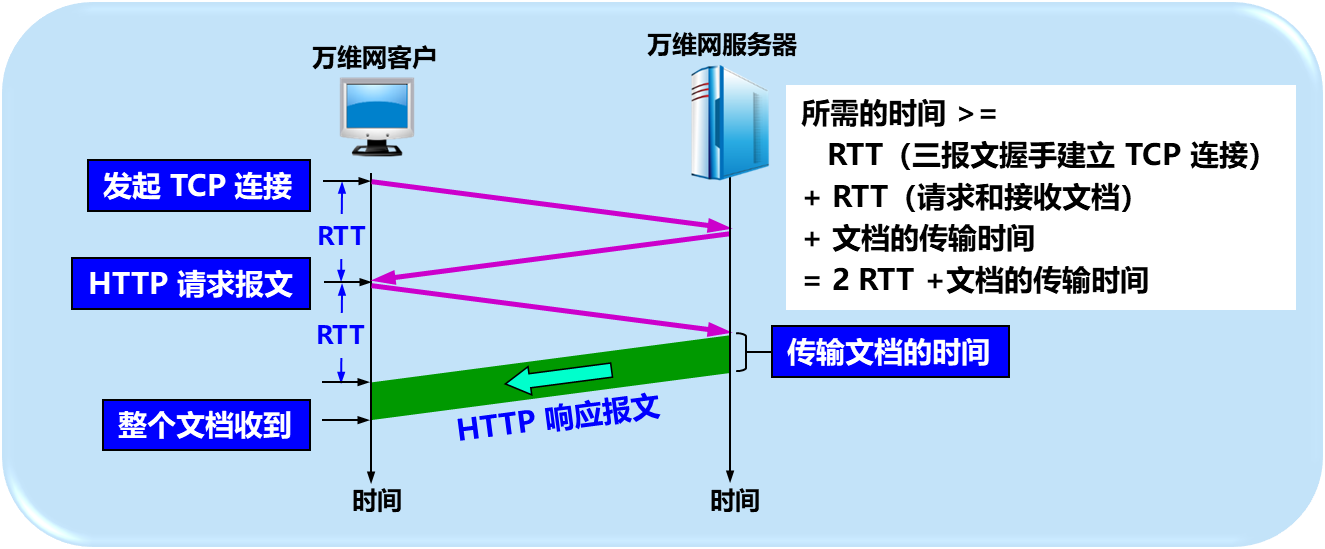 万维网客户
万维网服务器
所需的时间 >=
RTT（三报文握手建立 TCP 连接）
+ RTT（请求和接收文档）
+ 文档的传输时间
= 2 RTT +文档的传输时间
发起 TCP 连接
RTT
HTTP 请求报文
RTT
传输文档的时间
整个文档收到
HTTP 响应报文
时间
时间